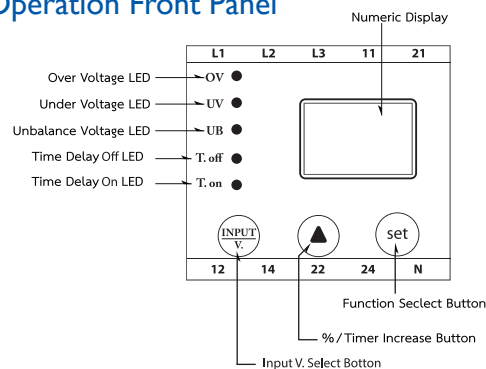 Operation Front Panel
Numeric Display
L1 L2 L3 11 21
Over Voltage LED OV
Under Voltage LED UV
Unbalance Voltage LED UB
Time Delay Off LED T. off
Time Delay On LED T. on
INPUT
V.
set
12 14 22 24 N
Function Seclect Button
%/Timer Increase Button
Input V. Select Botton